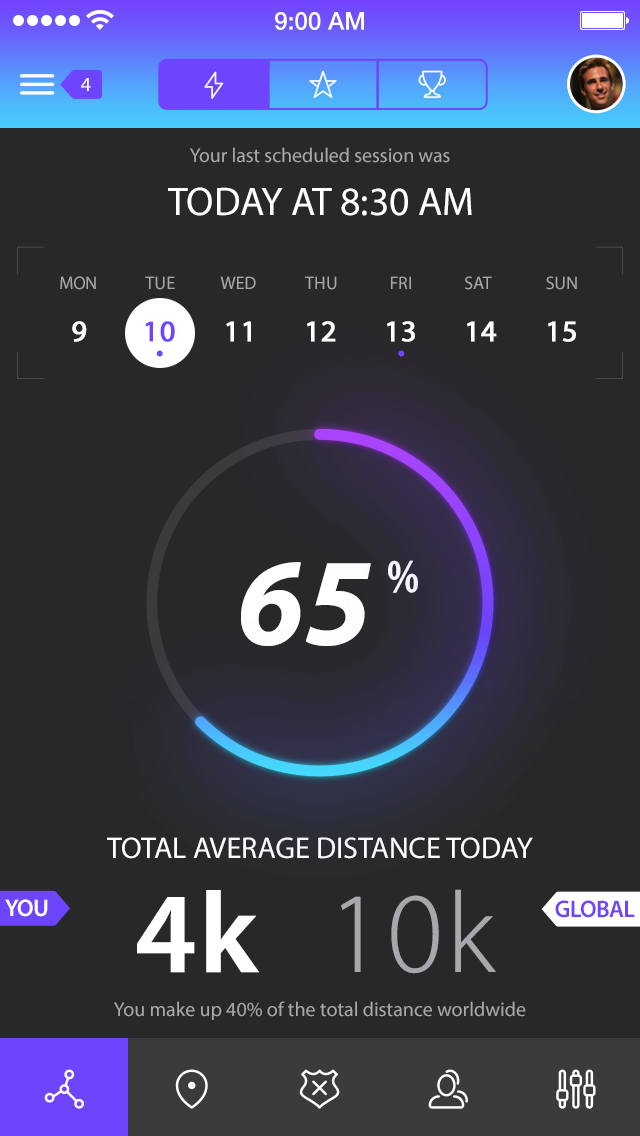 9:00 AM
4
Your last scheduled session was
TODAY AT 8:30 AM
MON TUE WED THU FRI SAT SUN
9 10 11 12 13 14 15
65 %
TOTAL AVERAGE DISTANCE TODAY
YOU 4k 10k GLOBAL
You make up 40% of the total distance worldwide